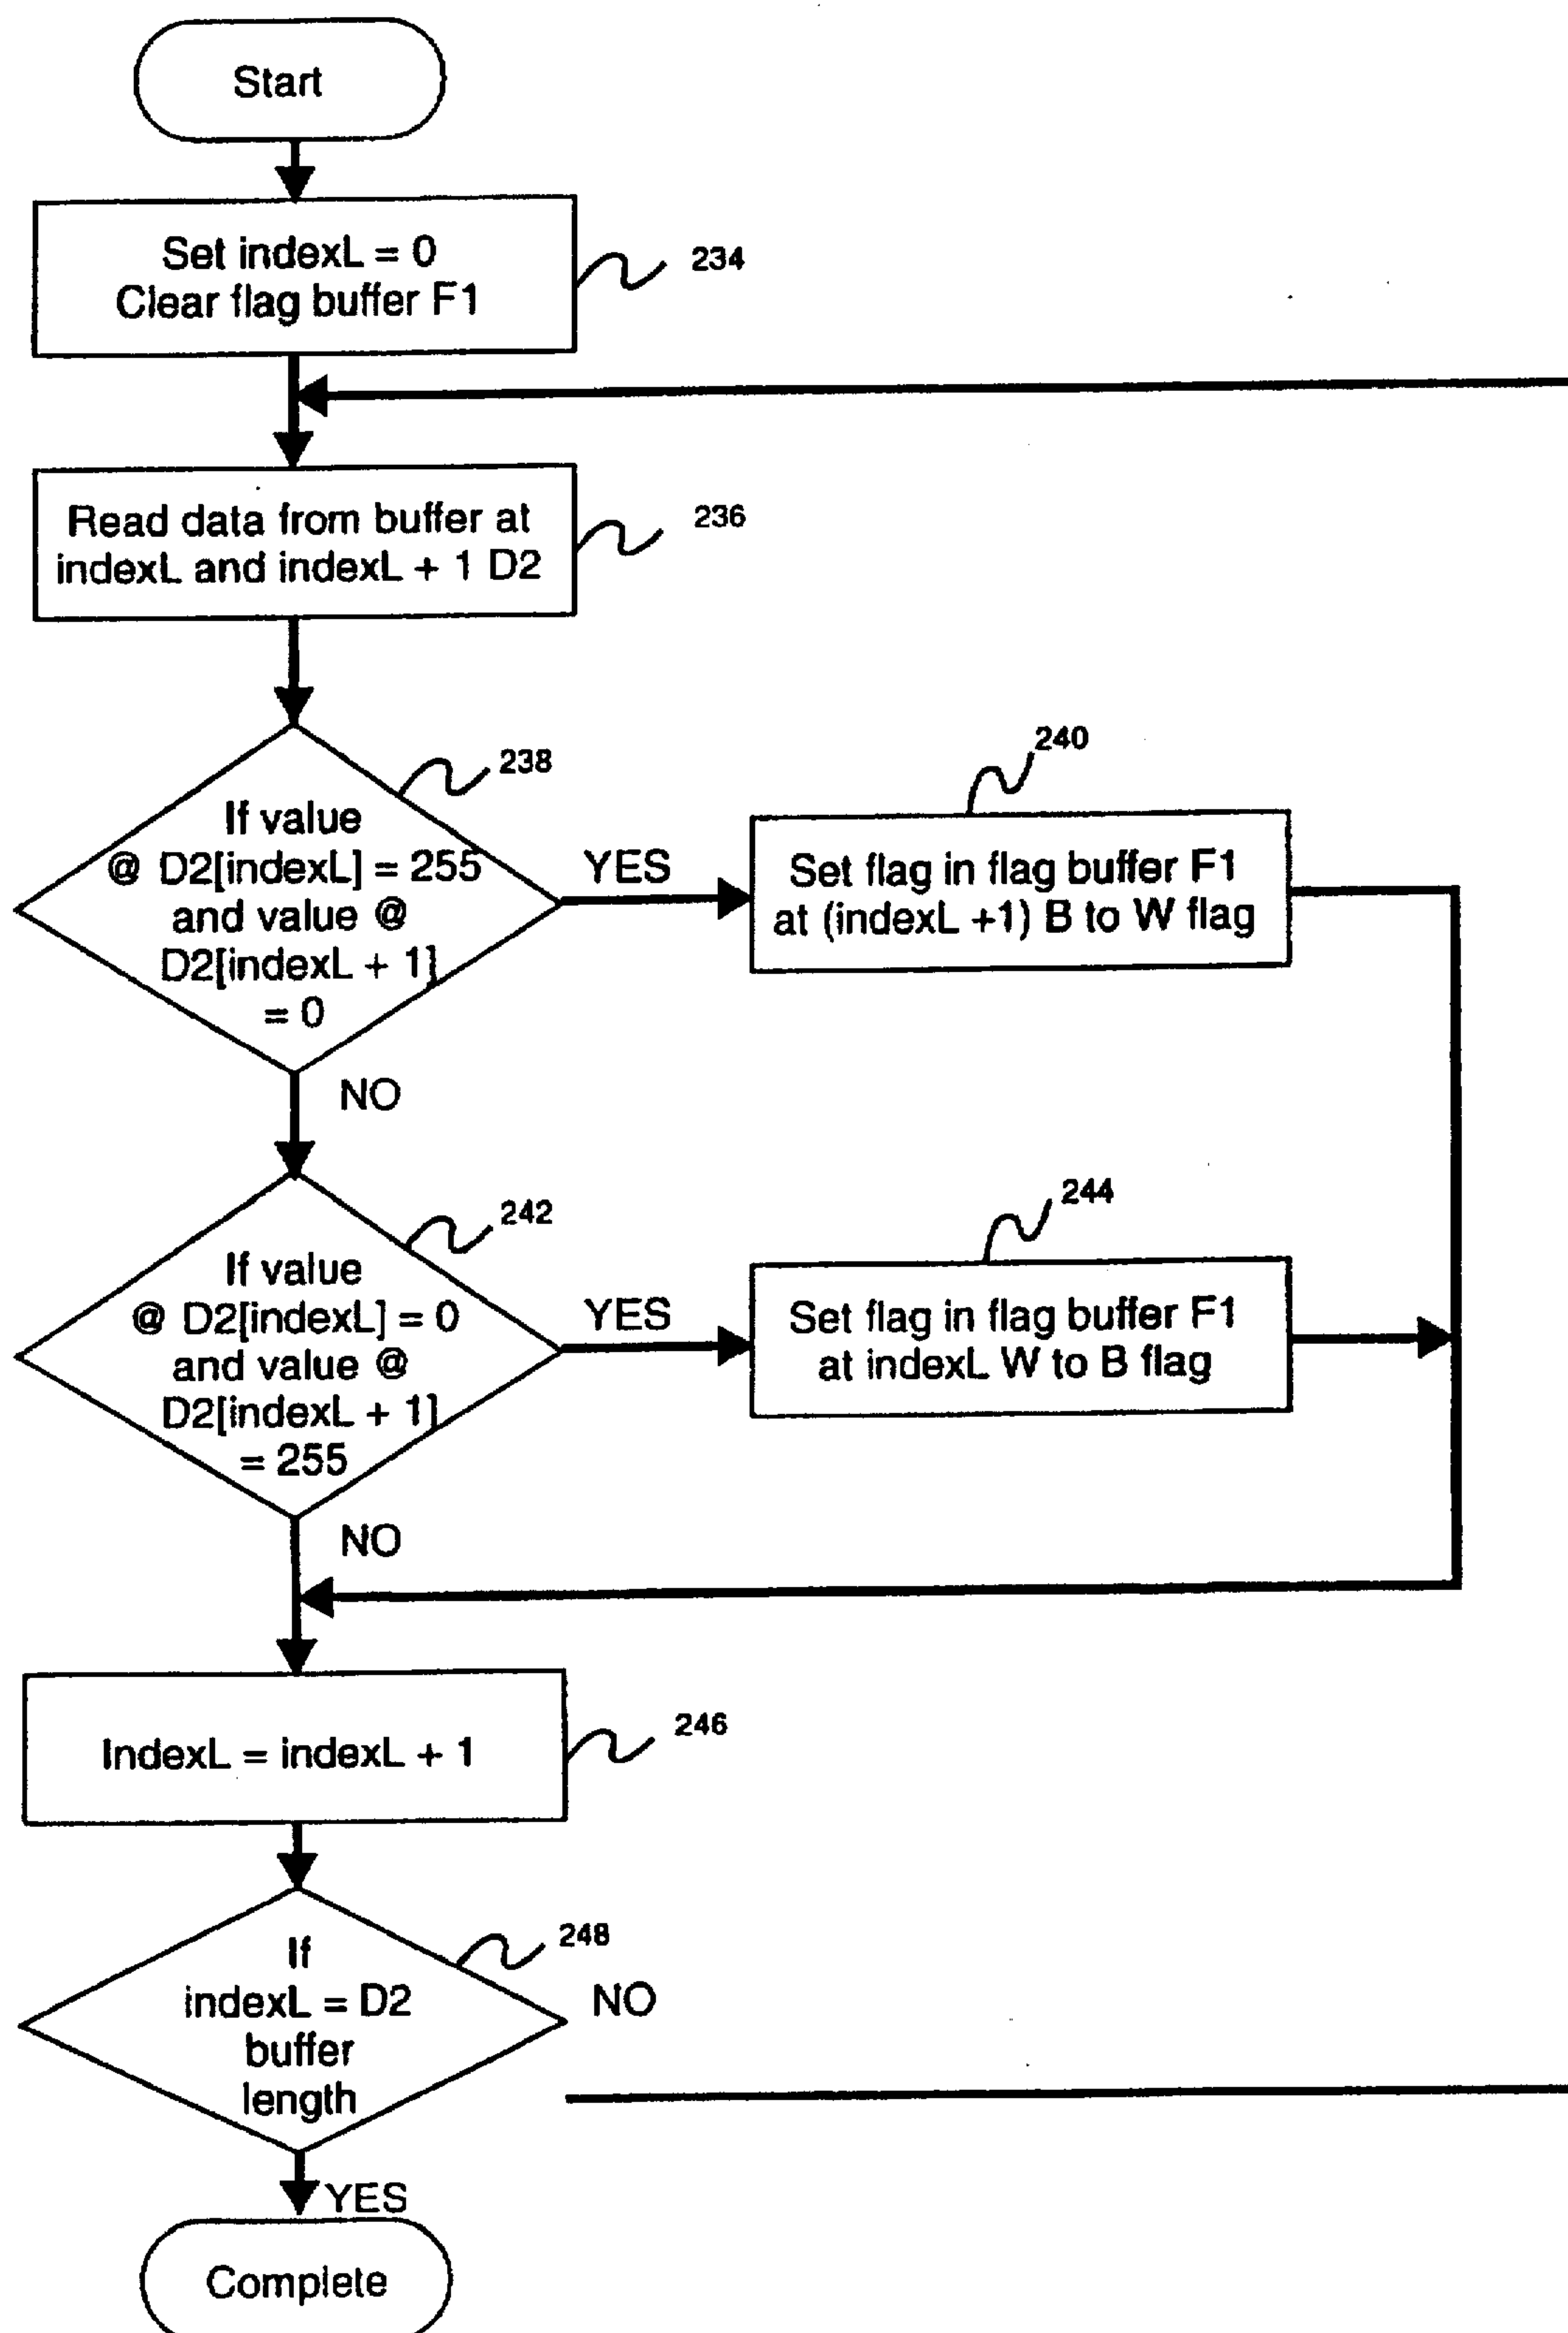 Start
Set indexL = 0
Clear flag buffer F1
234
Read data from buffer at
indexL and indexL + 1 D2
236
238
If value
@ D2[indexL] = 255
and value @
D2[indexL + 1]
= 0
YES
240
Set flag in flag buffer F1
at (indexL +1) B to W flag
NO
242
If value
@ D2[indexL] = 0
and value @
D2[indexL + 1]
= 255
YES
244
Set flag in flag buffer F1
at indexL W to B flag
NO
IndexL = indexL + 1
246
248
If
indexL = D2
buffer
length
NO
YES
Complete